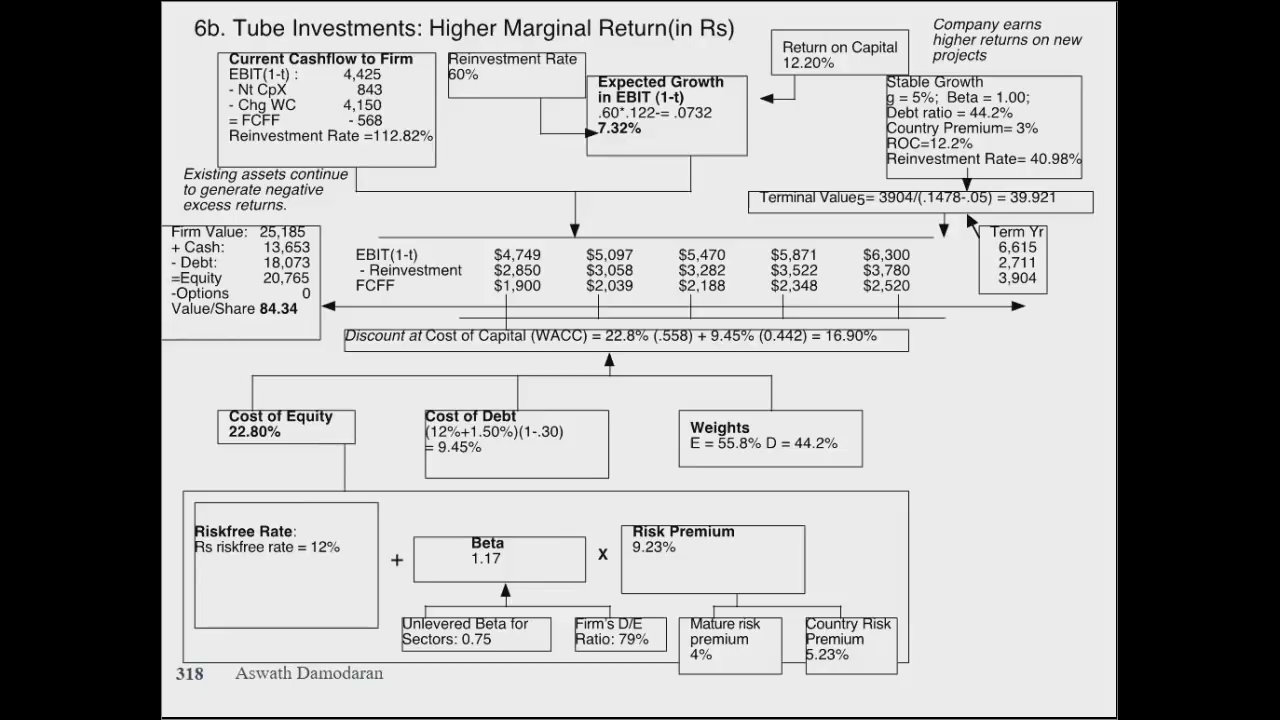 6b. Tube Investments: Higher Marginal Return(in Rs)
Company earns
higher returns on new
projects
Current Cashflow to Firm
EBIT(1-t) : 4,425
- Nt CpX 843
- Chg WC 4,150
= FCFF - 568
Reinvestment Rate =112.82%
Reinvestment Rate
60%
Expected Growth
in EBIT (1-t)
.60*.122-= .0732
7.32%
Return on Capital
12.20%
Stable Growth
g = 5%; Beta = 1.00;
Debt ratio = 44.2%
Country Premium= 3%
ROC=12.2%
Reinvestment Rate= 40.98%
Existing assets continue
to generate negative
excess returns.
Terminal Value5= 3904/(.1478-.05) = 39.921
Firm Value: 25,185
+ Cash: 13,653
- Debt: 18,073
=Equity 20,765
-Options 0
Value/Share 84.34
EBIT(1-t) $4,749 $5,097 $5,470 $5,871 $6,300
- Reinvestment $2,850 $3,058 $3,282 $3,522 $3,780
FCFF $1,900 $2,039 $2,188 $2,348 $2,520
Term Yr
6,615
2,711
3,904
Discount at Cost of Capital (WACC) = 22.8% (.558) + 9.45% (0.442) = 16.90%
Cost of Equity
22.80%
Cost of Debt
(12%+1.50%)(1-.30)
= 9.45%
Weights
E = 55.8% D = 44.2%
Riskfree Rate:
Rs riskfree rate = 12%
+
Beta
1.17
X
Risk Premium
9.23%
Unlevered Beta for
Sectors: 0.75
Firm's D/E
Ratio: 79%
Mature risk
premium
4%
Country Risk
Premium
5.23%
318 Aswath Damodaran